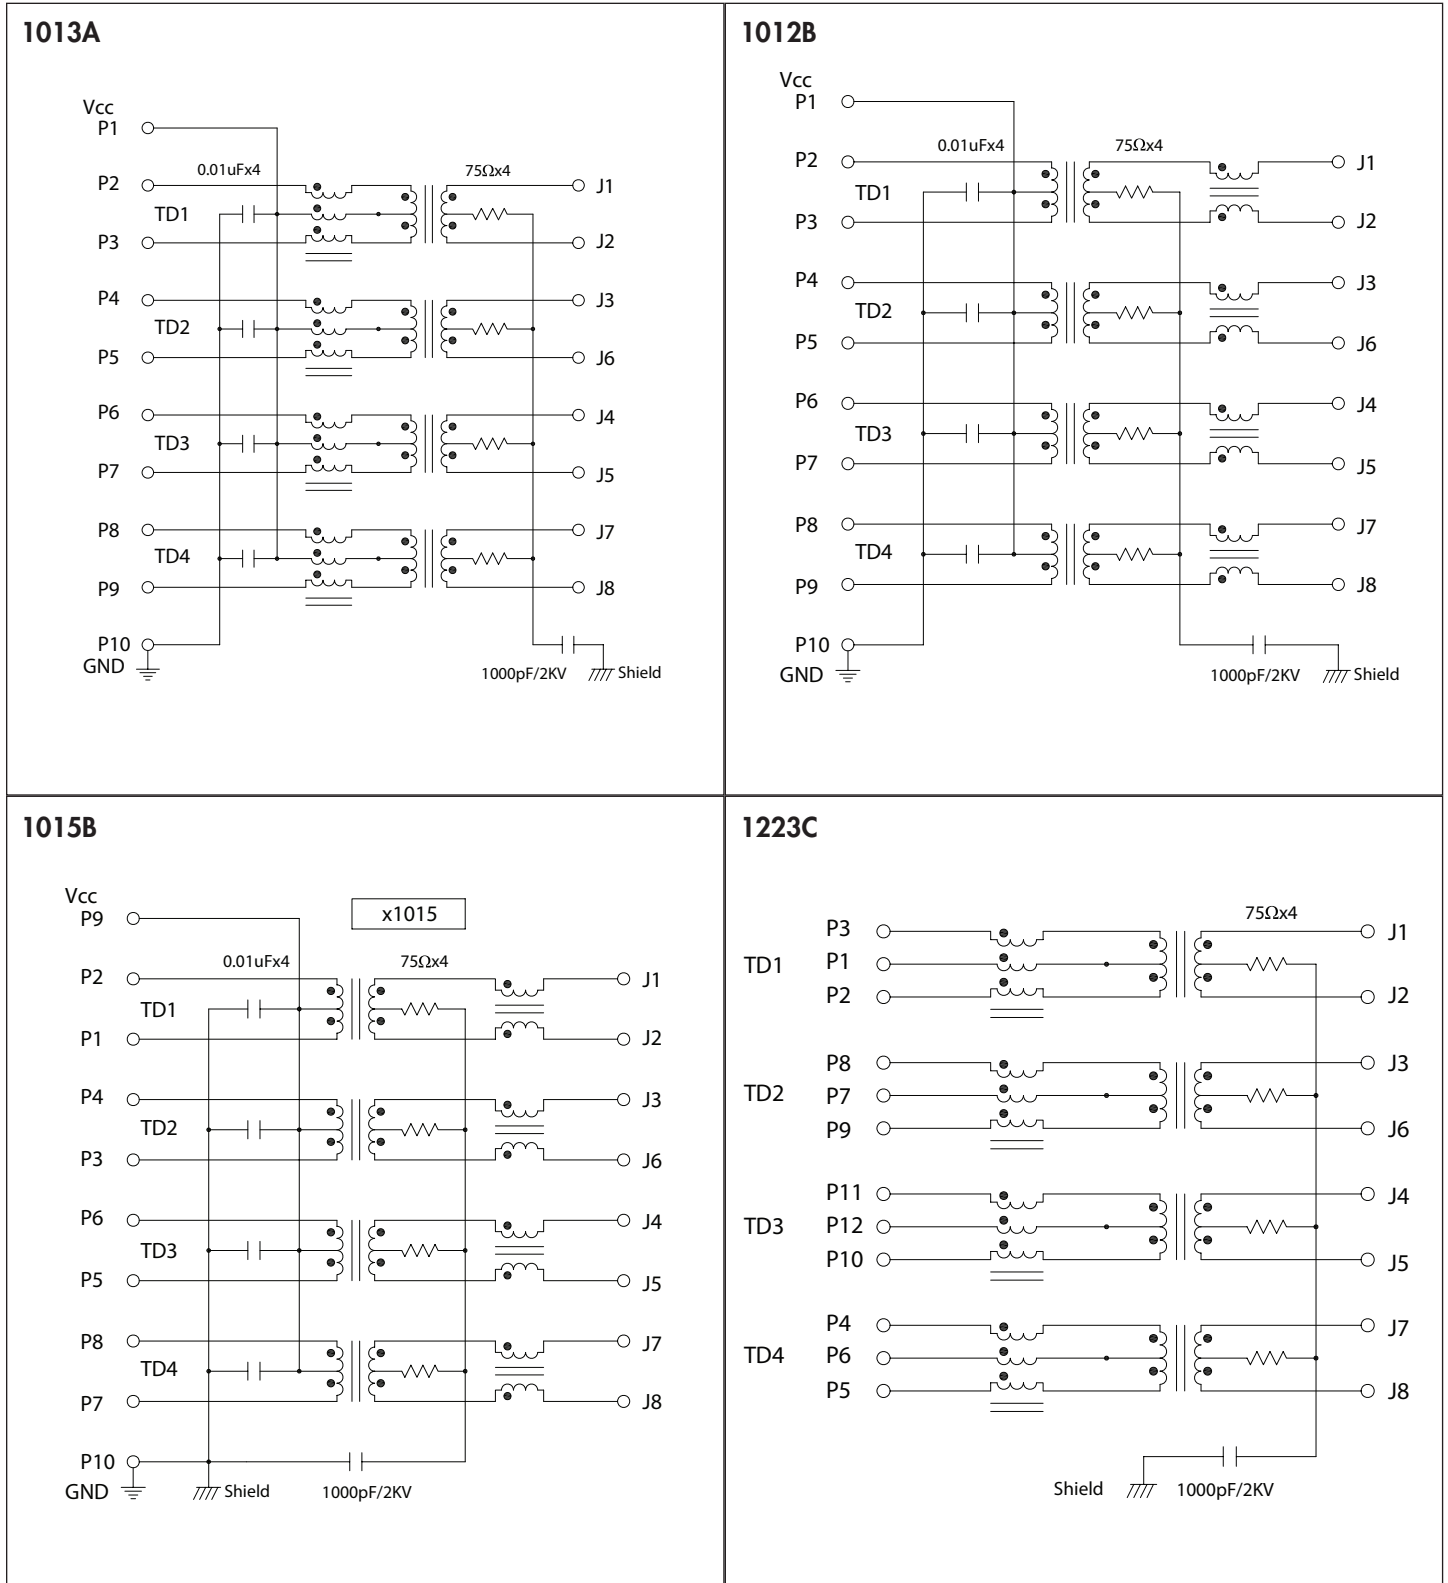 1013A
Vcc
P1
0.01uFx4
75Ωx4
P2
J1
TD1
P3
J2
P4
J3
TD2
P5
J6
P6
J4
TD3
P7
J5
P8
J7
TD4
P9
J8
P10
GND
1000pF/2KV
Shield
1012B
Vcc
P1
0.01uFx4
75Ωx4
P2
J1
TD1
P3
J2
P4
J3
TD2
P5
J6
P6
J4
TD3
P7
J5
P8
J7
TD4
P9
J8
P10
GND
1000pF/2KV
Shield
1015B
Vcc
P9
x1015
0.01uFx4
75Ωx4
P2
J1
TD1
P1
J2
P4
J3
TD2
P3
J6
P6
J4
TD3
P5
J5
P8
J7
TD4
P7
J8
P10
GND
Shield
1000pF/2KV
1223C
75Ωx4
P3
J1
TD1
P1
P2
J2
P8
J3
TD2
P7
P9
J6
P11
J4
TD3
P12
P10
J5
P4
J7
TD4
P6
P5
J8
Shield
1000pF/2KV